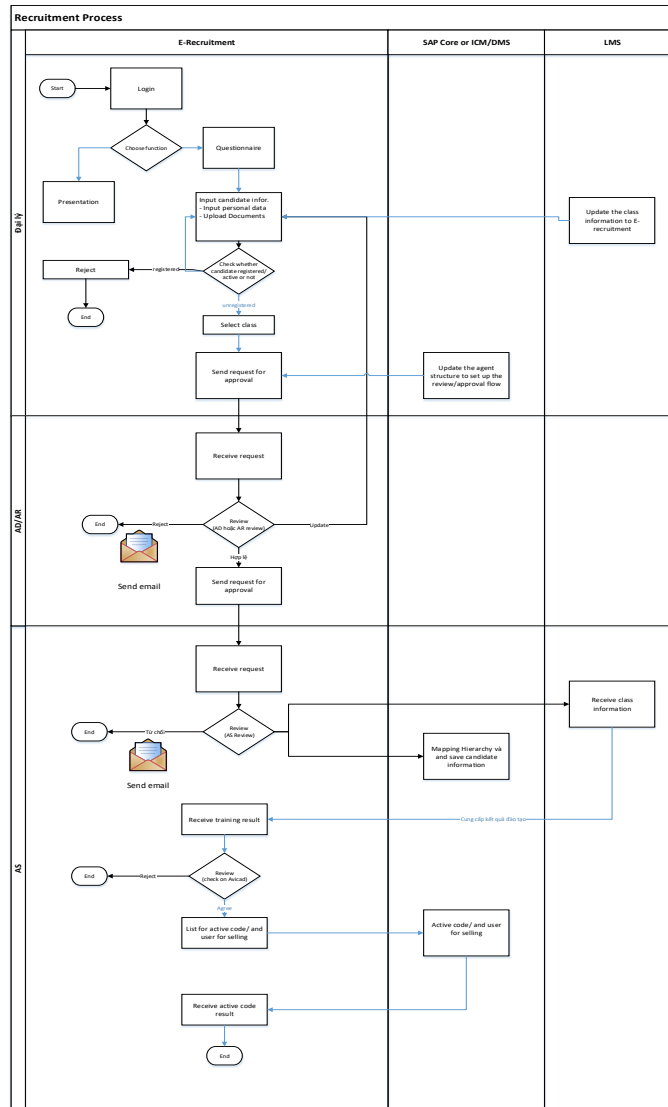 Recruitment Process
E-Recruitment
SAP Core or ICM/DMS
LMS
Đại lý
Start
Login
Choose function
Questionnaire
Presentation
Input candidate infor.
- Input personal data
- Upload Documents
Update the class
information to E-
recruitment
Check whether
candidate registered/
active or not
registered
Reject
End
unregistered
Select class
Send request for
approval
Update the agent
structure to set up the
review/approval flow
AD/AR
Receive request
Review
(AD hoặc AR review)
Reject
End
Update
Send email
Hợp lệ
Send request for
approval
AS
Receive request
Receive class
information
Review
(AS Review)
Từ chối
End
Send email
Mapping Hierarchy và
and save candidate
information
Receive training result
Cung cấp kết quả đào tạo
Review
(check on Avicad)
Reject
End
Agree
List for active code/ and
user for selling
Active code/ and user
for selling
Receive active code
result
End